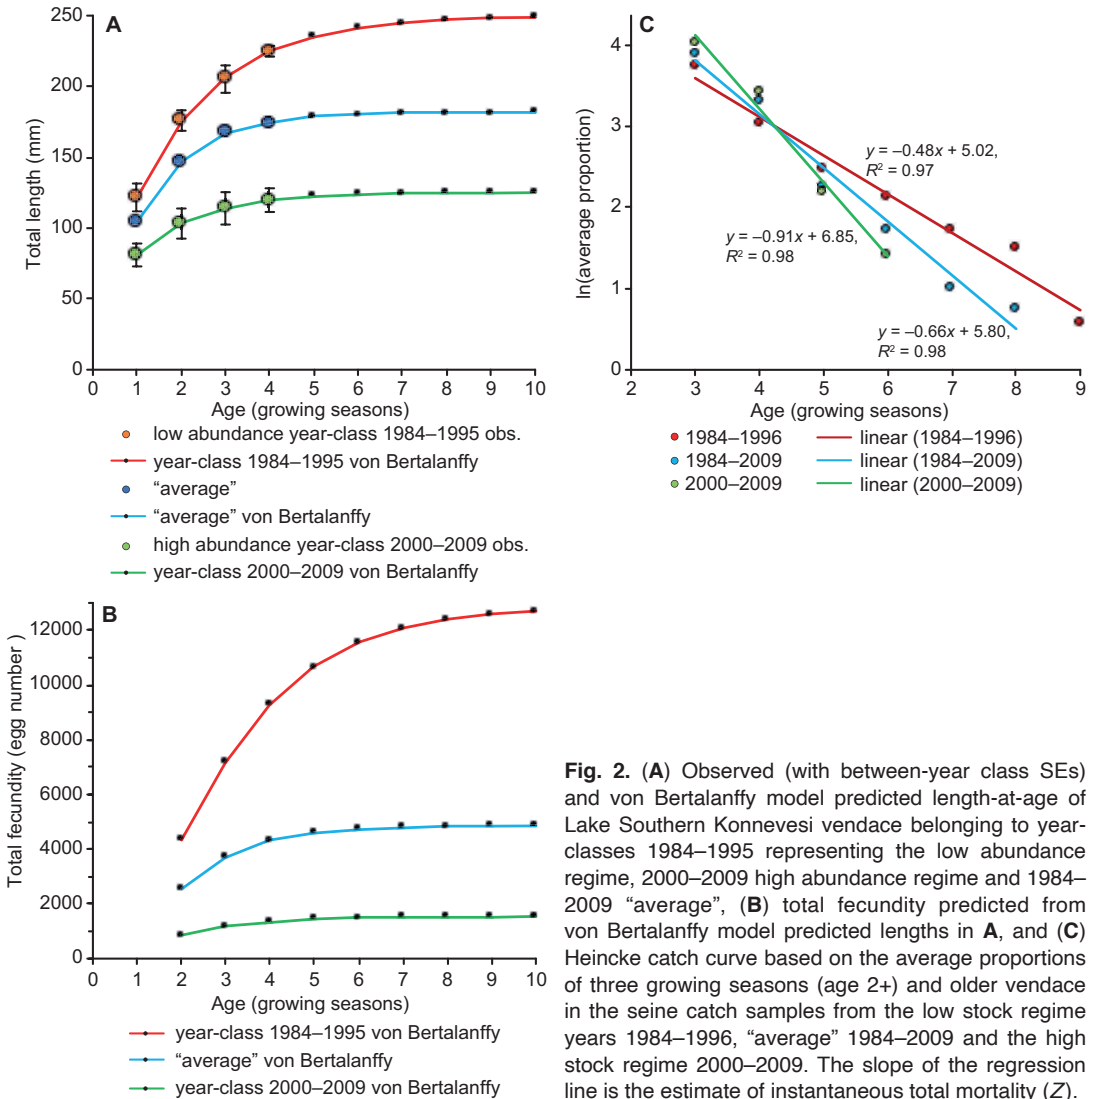 A
250
200
150
100
50
0
Total length (mm)
0 1 2 3 4 5 6 7 8 9 10
Age (growing seasons)
low abundance year-class 1984–1995 obs.
year-class 1984–1995 von Bertalanffy
“average”
“average” von Bertalanffy
high abundance year-class 2000–2009 obs.
year-class 2000–2009 von Bertalanffy
C
4
3
2
1
0
ln(average proportion)
y = –0.48x + 5.02,
R² = 0.97
y = –0.91x + 6.85,
R² = 0.98
y = –0.66x + 5.80,
R² = 0.98
2 3 4 5 6 7 8 9
Age (growing seasons)
1984–1996 linear (1984–1996)
1984–2009 linear (1984–2009)
2000–2009 linear (2000–2009)
B
12000
10000
8000
6000
4000
2000
0
Total fecundity (egg number )
0 1 2 3 4 5 6 7 8 9 10
Age (growing seasons)
year-class 1984–1995 von Bertalanffy
“average” von Bertalanffy
year-class 2000–2009 von Bertalanffy
Fig. 2. (A) Observed (with between-year class SEs)
and von Bertalanffy model predicted length-at-age of
Lake Southern Konnevesi vendace belonging to year-
classes 1984–1995 representing the low abundance
regime, 2000–2009 high abundance regime and 1984–
2009 “average”, (B) total fecundity predicted from
von Bertalanffy model predicted lengths in A, and (C)
Heincke catch curve based on the average proportions
of three growing seasons (age 2+) and older vendace
in the seine catch samples from the low stock regime
years 1984–1996, “average” 1984–2009 and the high
stock regime 2000–2009. The slope of the regression
line is the estimate of instantaneous total mortality (Z).